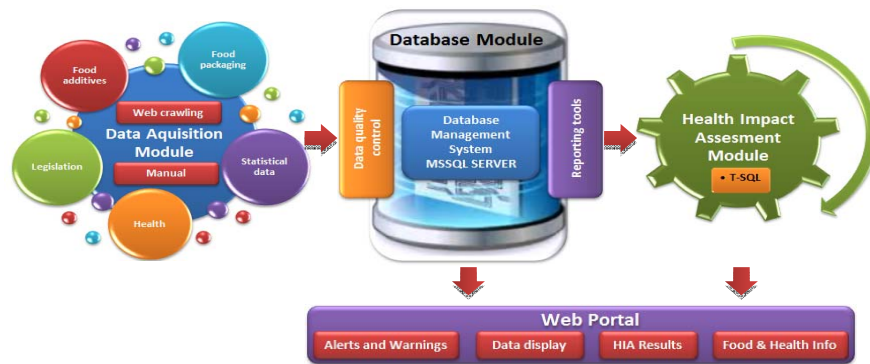 Food
additives
Food
packaging
Web crawling
Data Aquisition
Module
Manual
Legislation
Statistical
data
Health
Database Module
Data quality
control
Database
Management
System
MSSQL SERVER
Reporting tools
Health Impact
Assesment
Module
• T-SQL
Web Portal
Alerts and Warnings
Data display
HIA Results
Food & Health Info